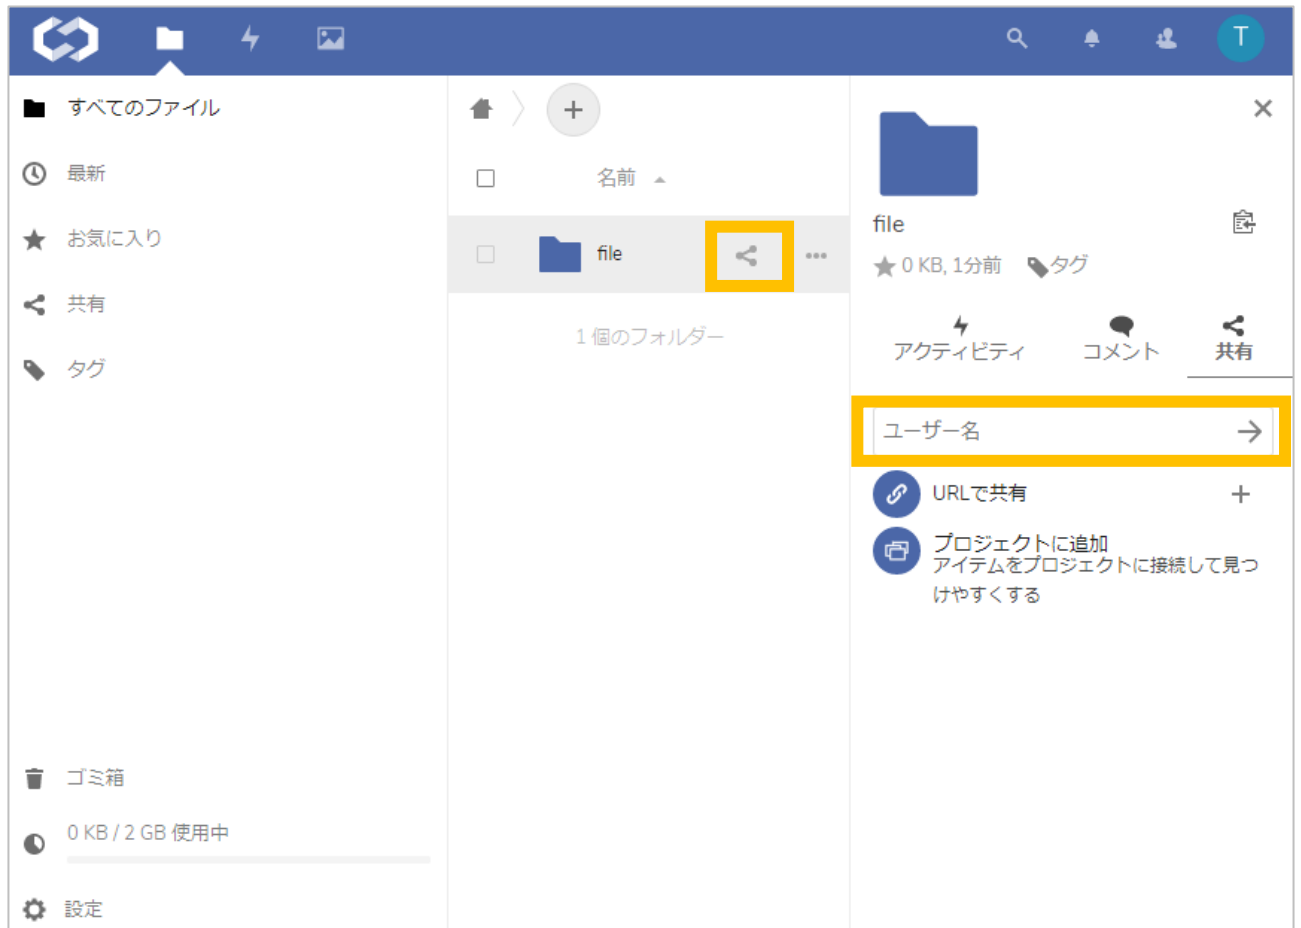 T
すべてのファイル
最新
お気に入り
共有
タグ
ゴミ箱
0 KB / 2 GB 使用中
設定
名前
file
1 個のフォルダー
file
0 KB, 1分前 タグ
アクティビティ コメント 共有
ユーザー名
URLで共有
プロジェクトに追加
アイテムをプロジェクトに接続して見つ
けやすくする